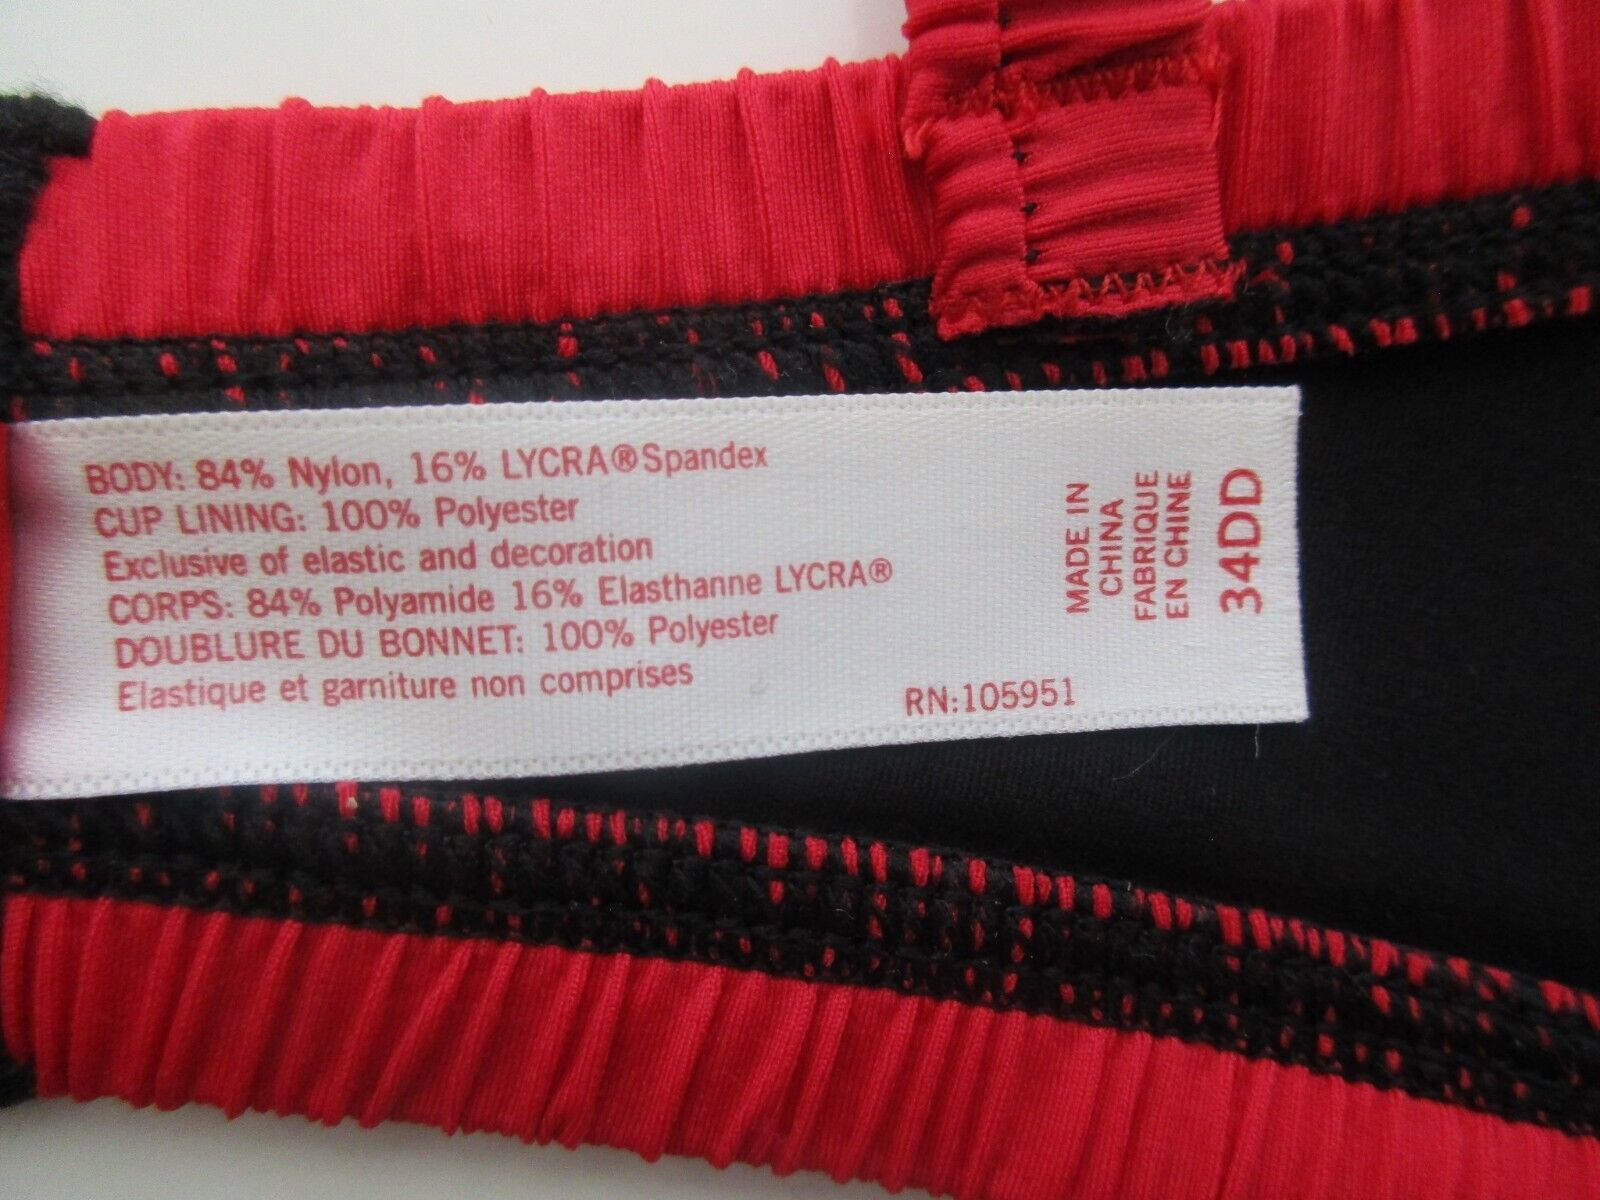 BODY: 84% Nylon, 16% LYCRA®Spandex
CUP LINING: 100% Polyester
Exclusive of elastic and decoration
CORPS: 84% Polyamide 16% Elasthanne LYCRA®
DOUBLURE DU BONNET: 100% Polyester
Elastique et garniture non comprises
RN:105951
MADE IN
CHINA
FABRIQUE
EN CHINE
34DD